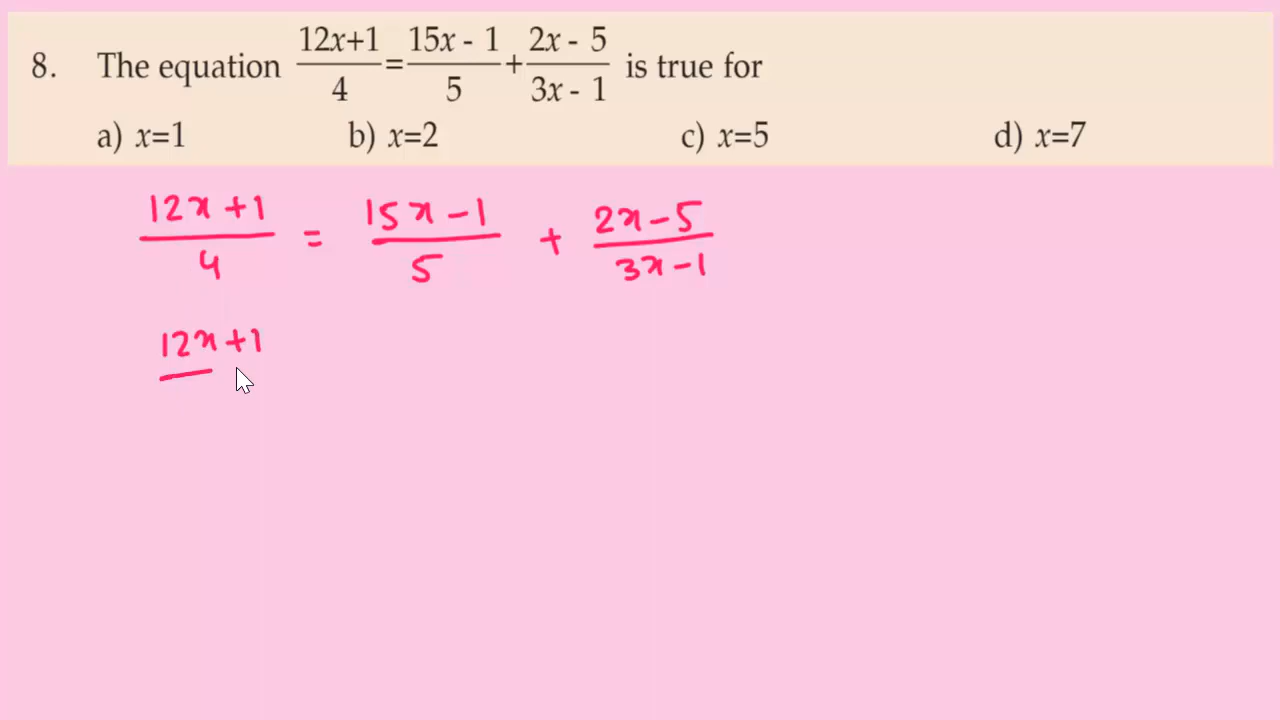 8. The equation (12x+1)/4 = (15x - 1)/5 + (2x - 5)/(3x - 1) is true for
a) x=1 b) x=2 c) x=5 d) x=7
(12x+1)/4 = (15x-1)/5 + (2x-5)/(3x-1)
12x+1